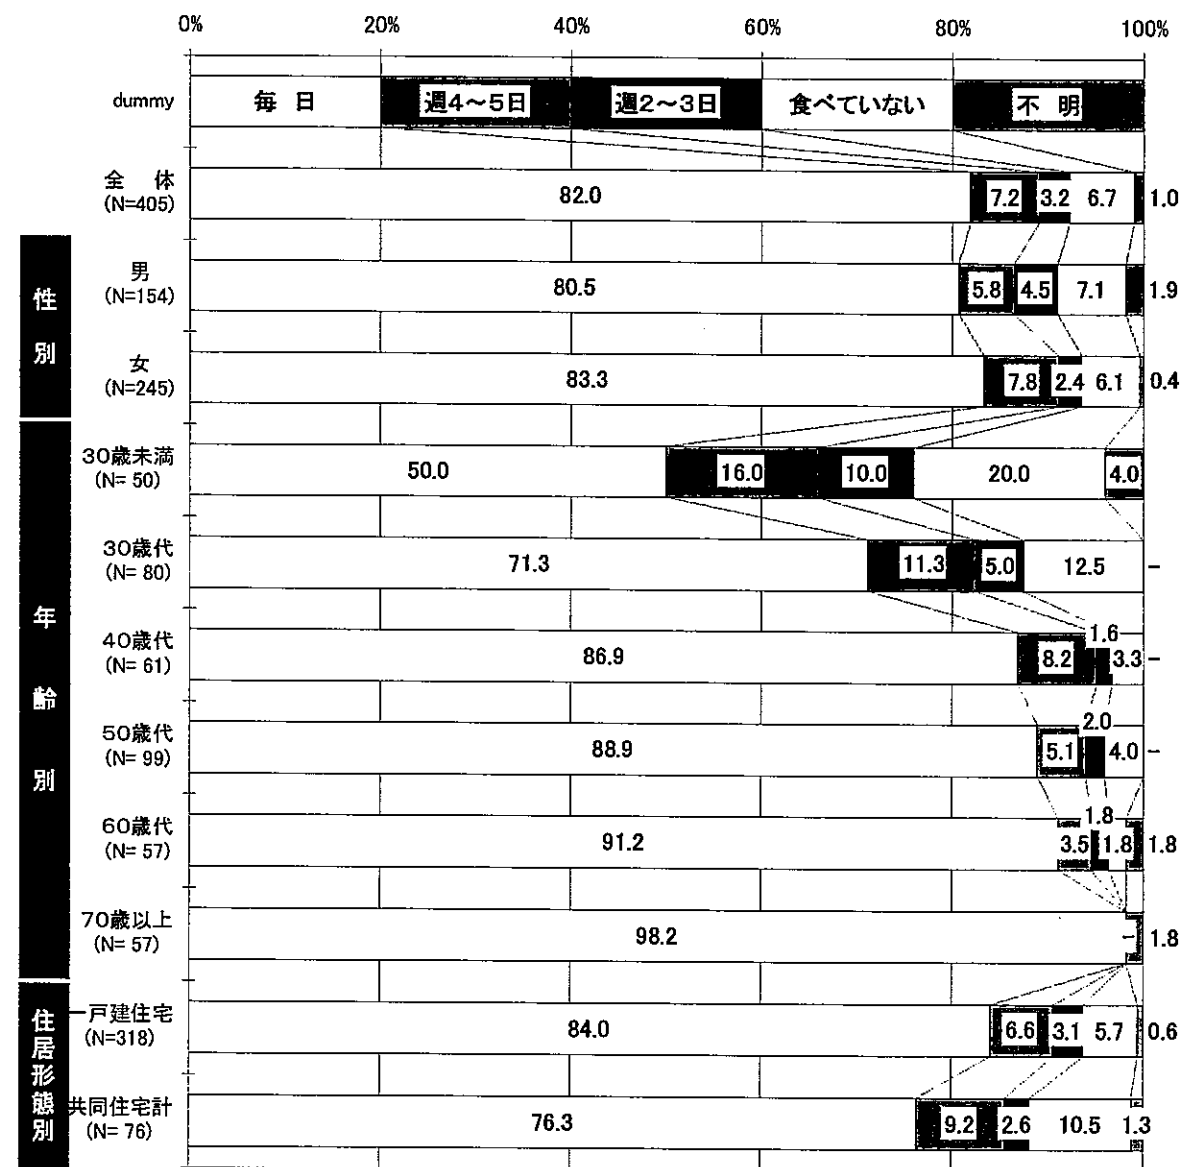 0% 20% 40% 60% 80% 100%
dummy 毎 日 週4～5日 週2～3日 食べていない 不 明
全 体
(N=405) 82.0 7.2 3.2 6.7 1.0
性別
男
(N=154) 80.5 5.8 4.5 7.1 1.9
女
(N=245) 83.3 7.8 2.4 6.1 0.4
年齢別
30歳未満
(N= 50) 50.0 16.0 10.0 20.0 4.0
30歳代
(N= 80) 71.3 11.3 5.0 12.5 -
40歳代
(N= 61) 86.9 8.2 1.6 3.3 -
50歳代
(N= 99) 88.9 5.1 2.0 4.0 -
60歳代
(N= 57) 91.2 3.5 1.8 1.8 1.8
70歳以上
(N= 57) 98.2 - 1.8
住居形態別
一戸建住宅
(N=318) 84.0 6.6 3.1 5.7 0.6
共同住宅計
(N= 76) 76.3 9.2 2.6 10.5 1.3